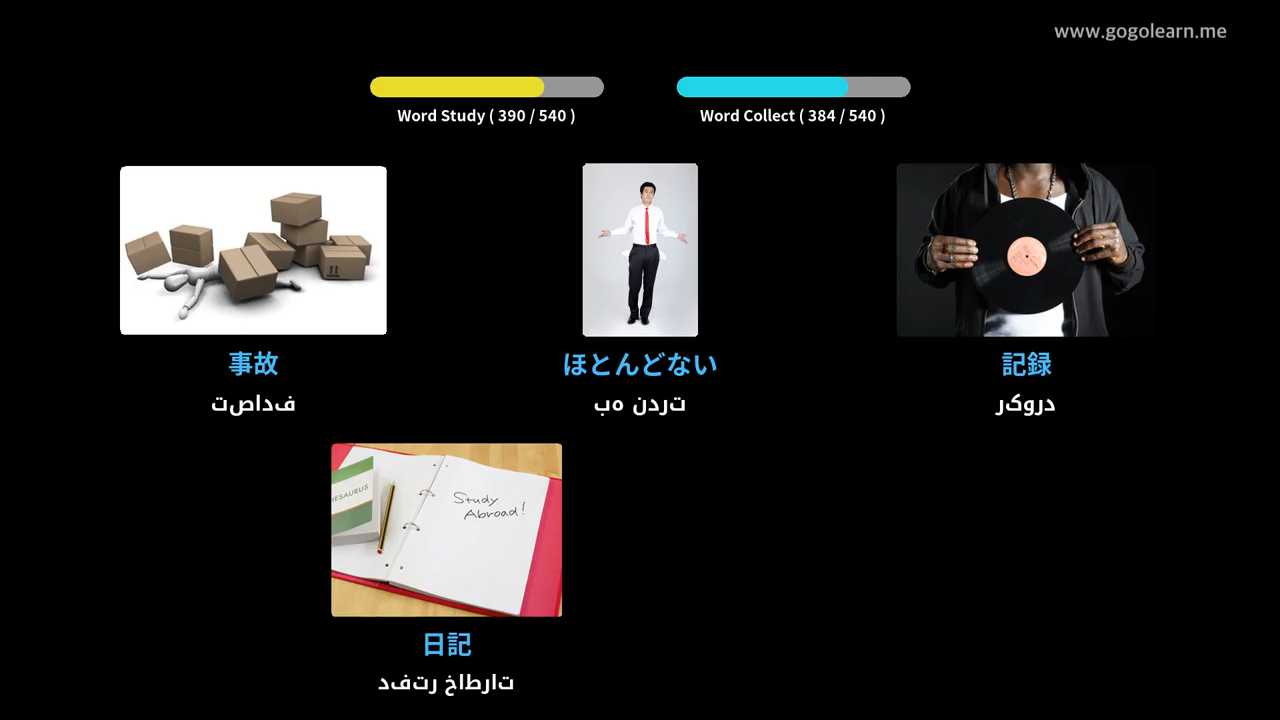 www.gogolearn.me
Word Study ( 390 / 540 )
Word Collect ( 384 / 540 )
事故
ほとんどない
記録
فداصت
تردن هب
دروکر
THESAURUS
Study
Abroad!
日記
تارطاخ رتفد